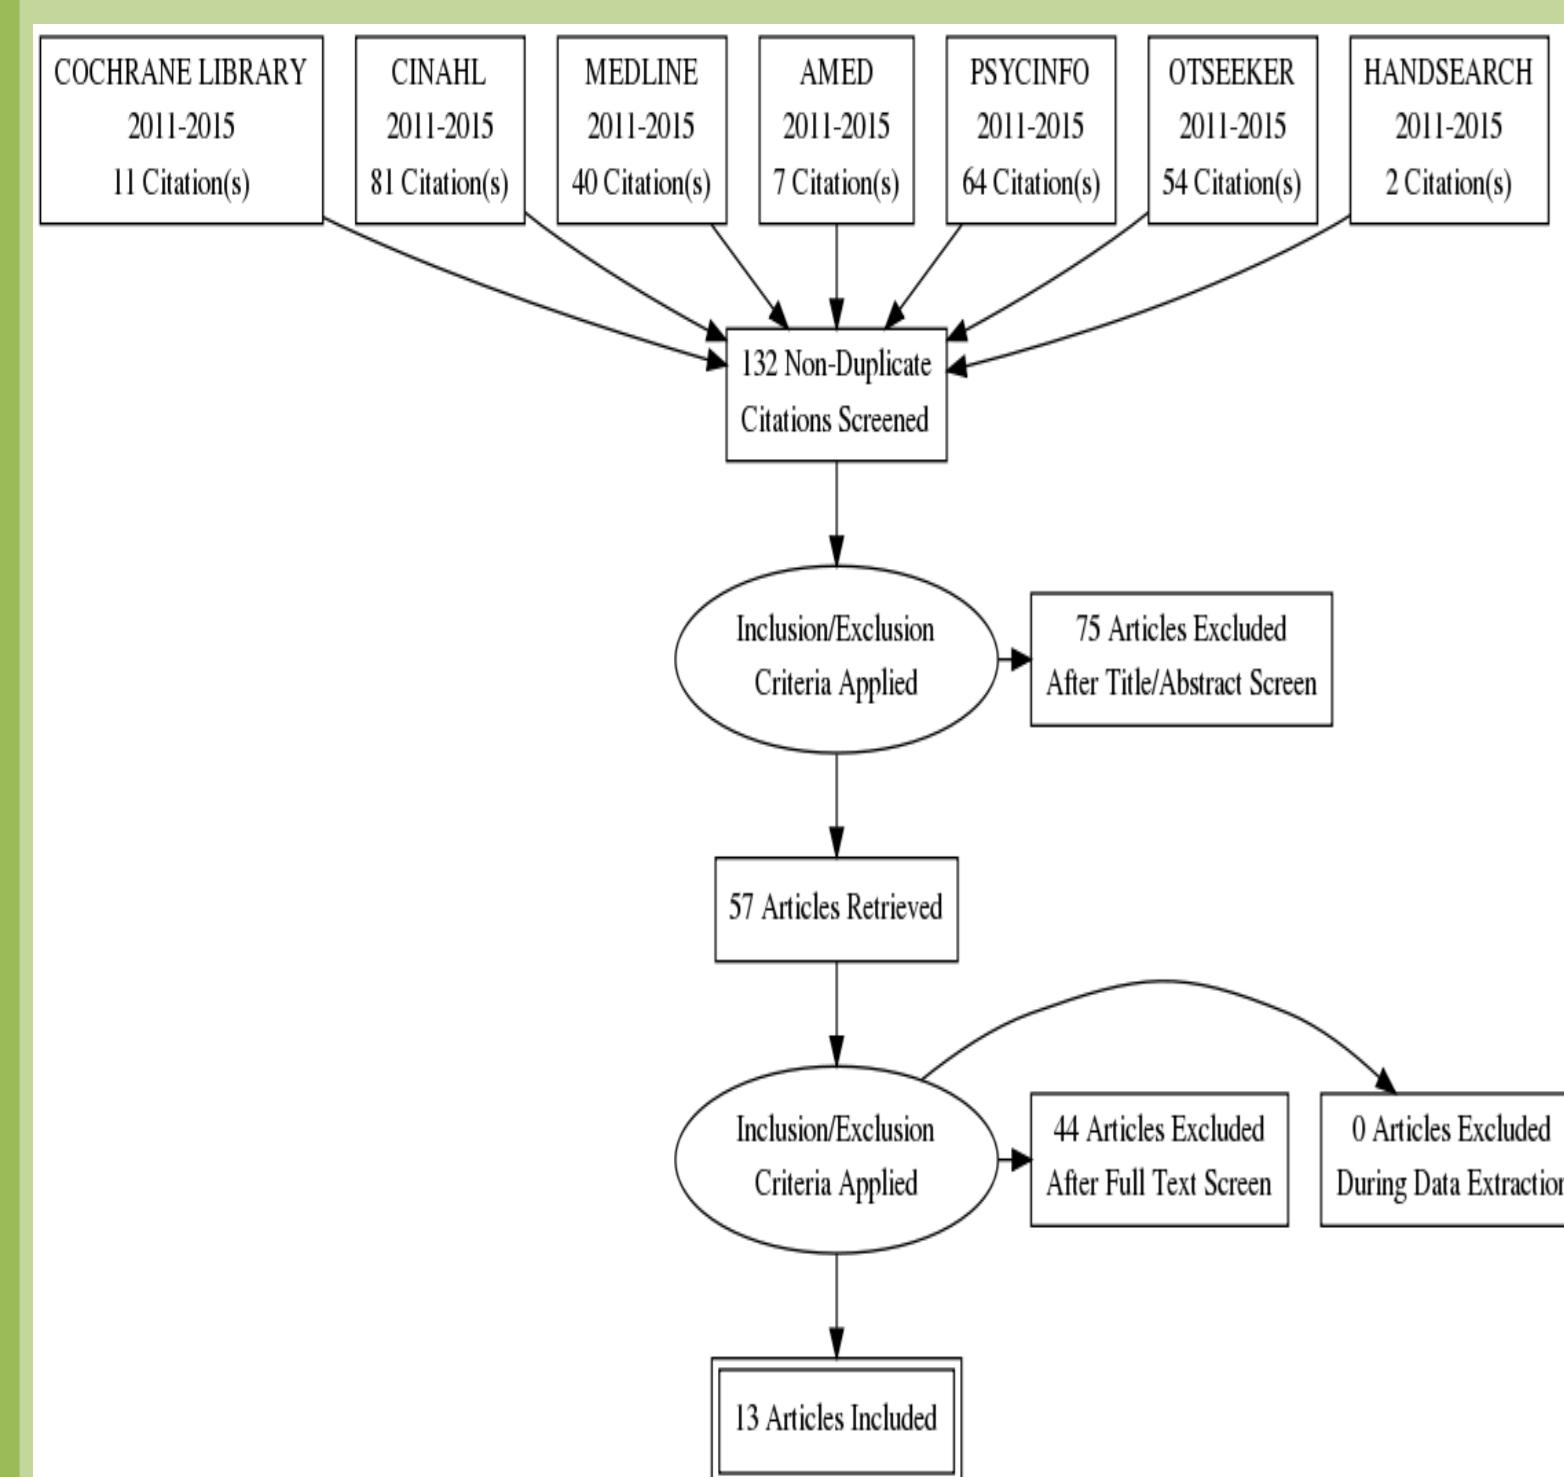 COCHRANE LIBRARY
2011-2015
11 Citation(s)
CINAHL
2011-2015
81 Citation(s)
MEDLINE
2011-2015
40 Citation(s)
AMED
2011-2015
7 Citation(s)
PSYCINFO
2011-2015
64 Citation(s)
OTSEEKER
2011-2015
54 Citation(s)
HANDSEARCH
2011-2015
2 Citation(s)
132 Non-Duplicate
Citations Screened
Inclusion/Exclusion
Criteria Applied
75 Articles Excluded
After Title/Abstract Screen
57 Articles Retrieved
Inclusion/Exclusion
Criteria Applied
44 Articles Excluded
After Full Text Screen
0 Articles Excluded
During Data Extraction
13 Articles Included